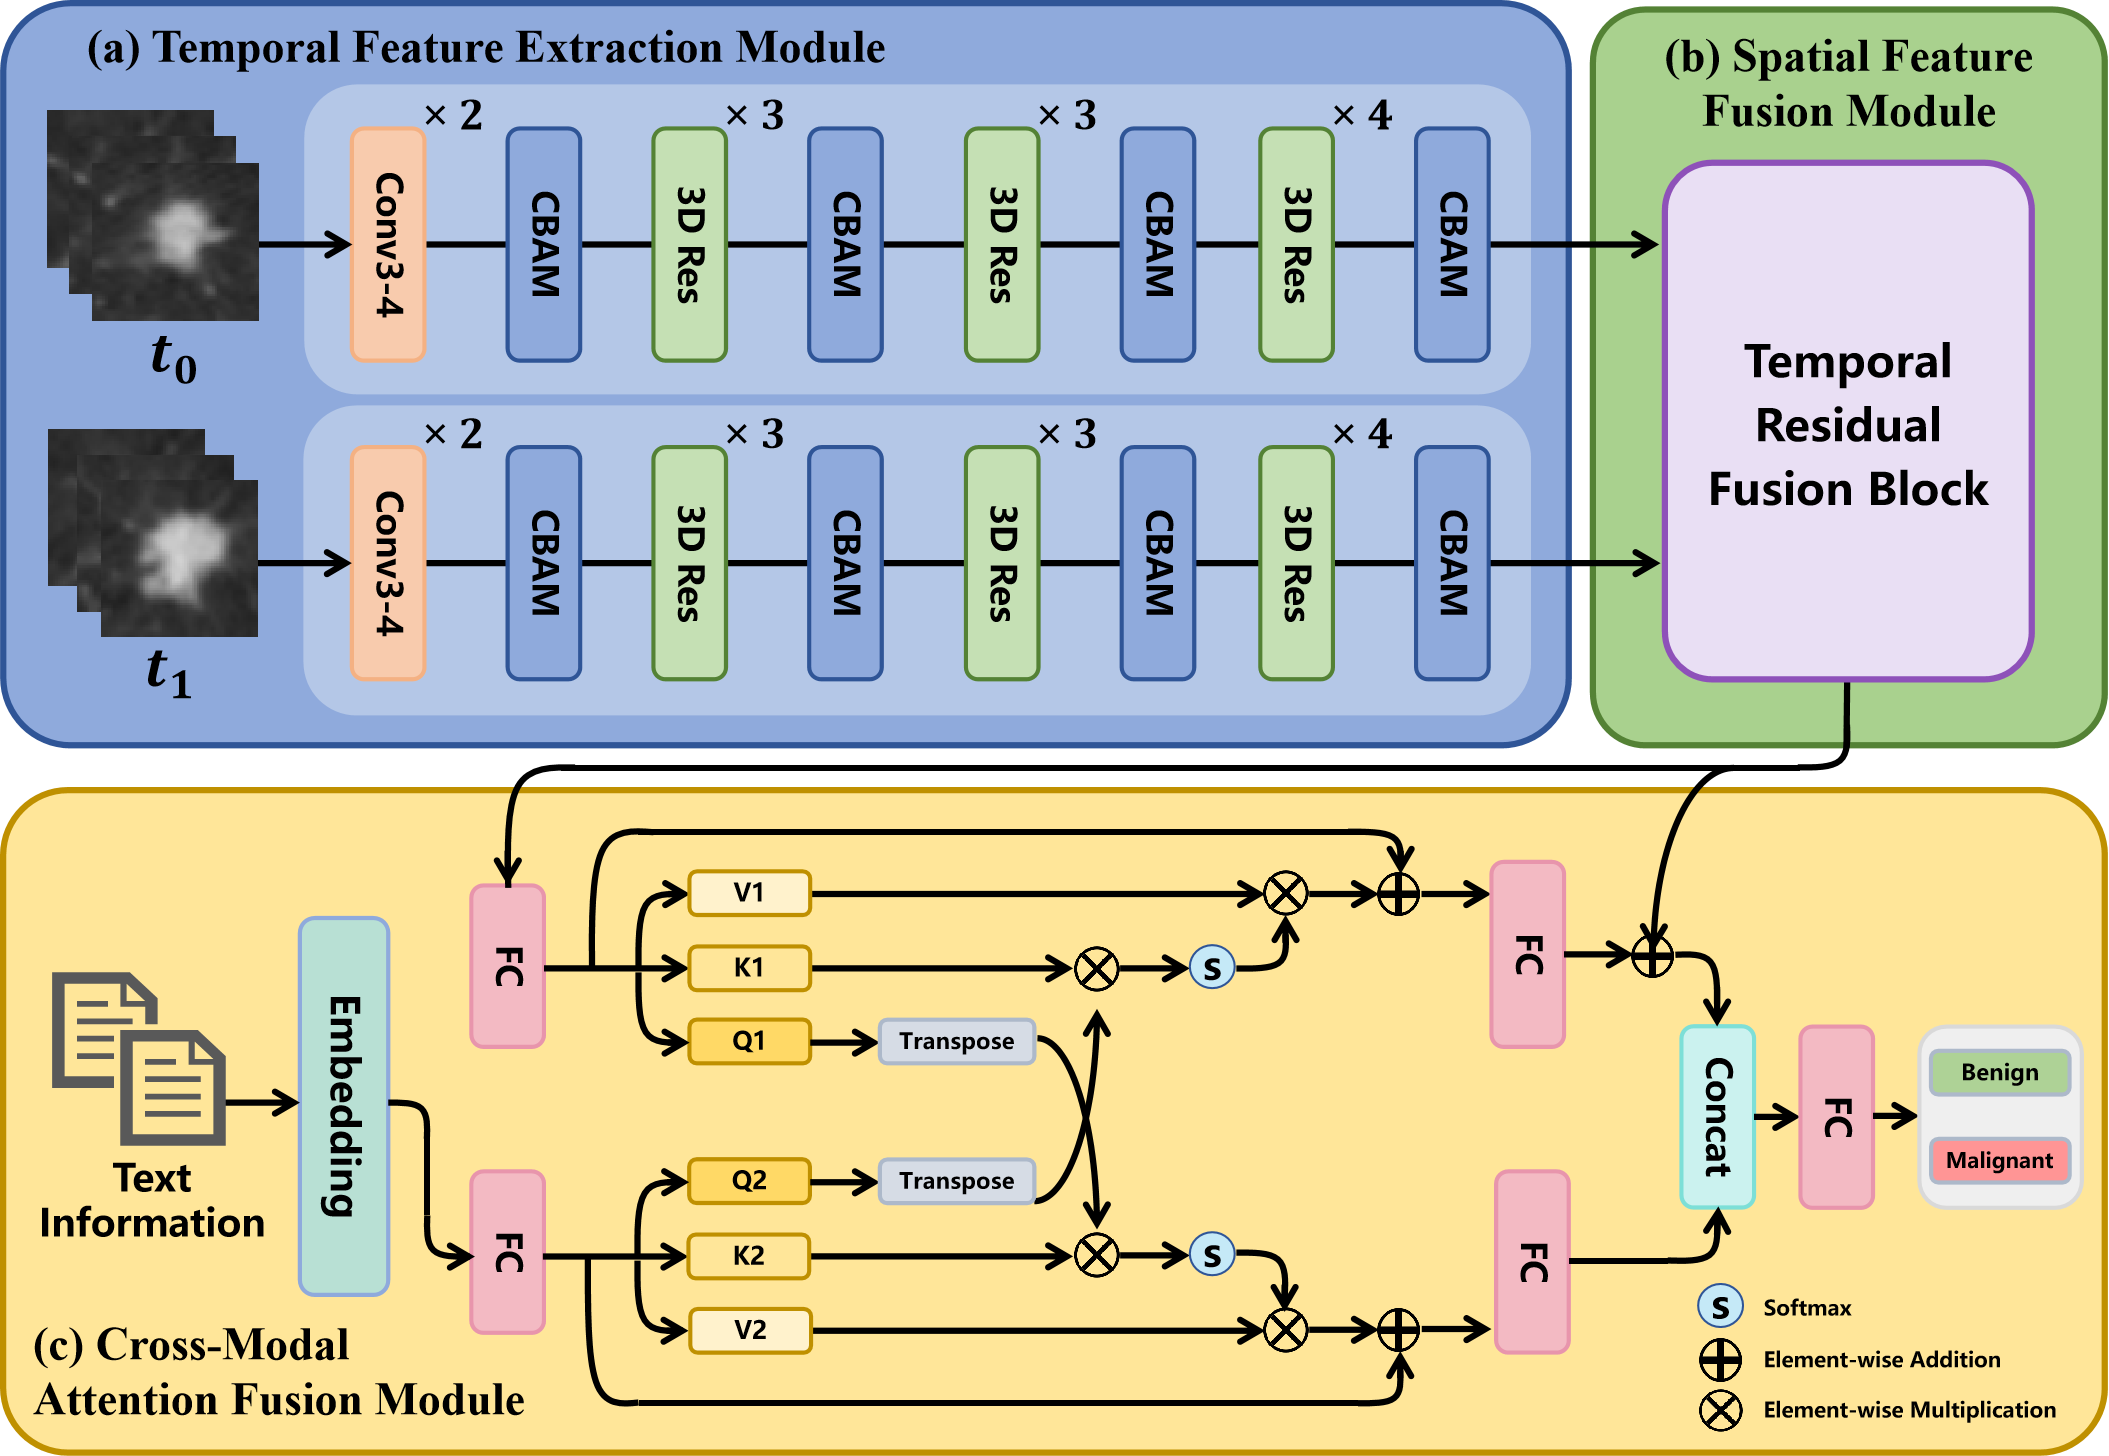 (a) Temporal Feature Extraction Module
× 2
× 3
× 3
× 4
Conv3-4
CBAM
3D Res
CBAM
3D Res
CBAM
3D Res
CBAM
t0
× 2
× 3
× 3
× 4
Conv3-4
CBAM
3D Res
CBAM
3D Res
CBAM
3D Res
CBAM
t1
(b) Spatial Feature
Fusion Module
Temporal
Residual
Fusion Block
Text
Information
Embedding
FC
V1
K1
Q1
Transpose
S
FC
FC
Q2
Transpose
K2
V2
S
FC
Concat
FC
Benign
Malignant
(c) Cross-Modal
Attention Fusion Module
S Softmax
Element-wise Addition
Element-wise Multiplication